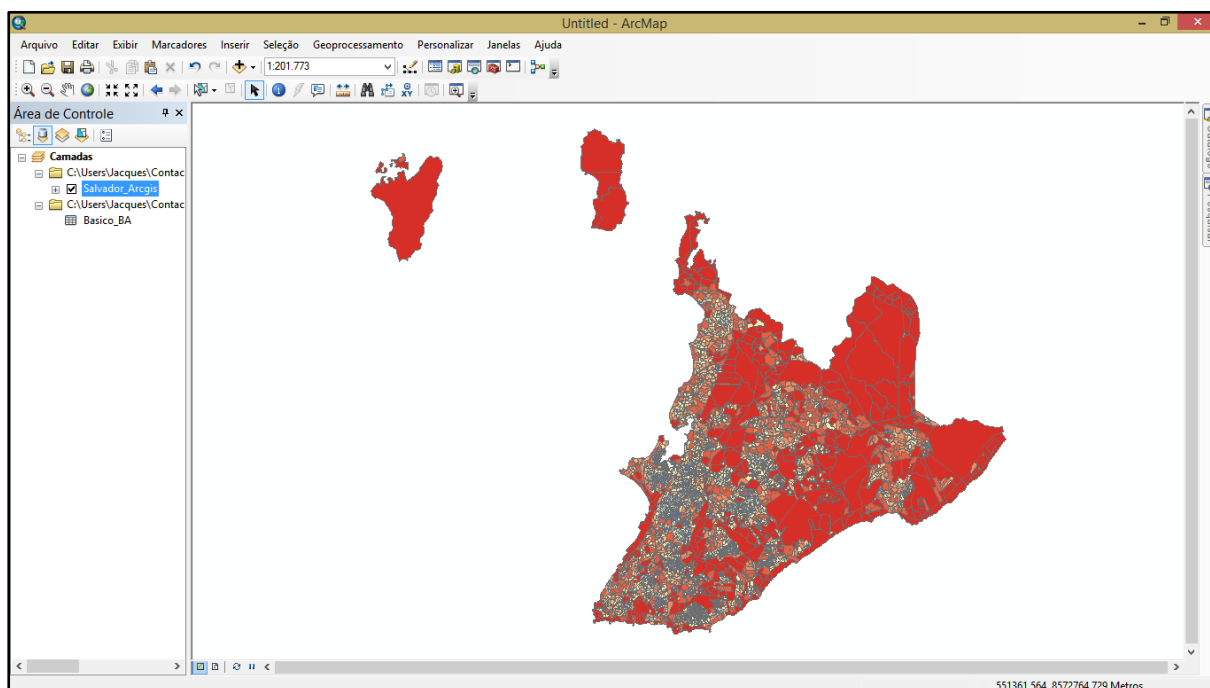 Untitled - ArcMap
Arquivo Editar Exibir Marcadores Inserir Seleção Geoprocessamento Personalizar Janelas Ajuda
1:201.773
Área de Controle
Camadas
C:\Users\Jacques\Contac
Salvador_Arcgis
C:\Users\Jacques\Contac
Basico_BA
551361,564 8572764,729 Metros